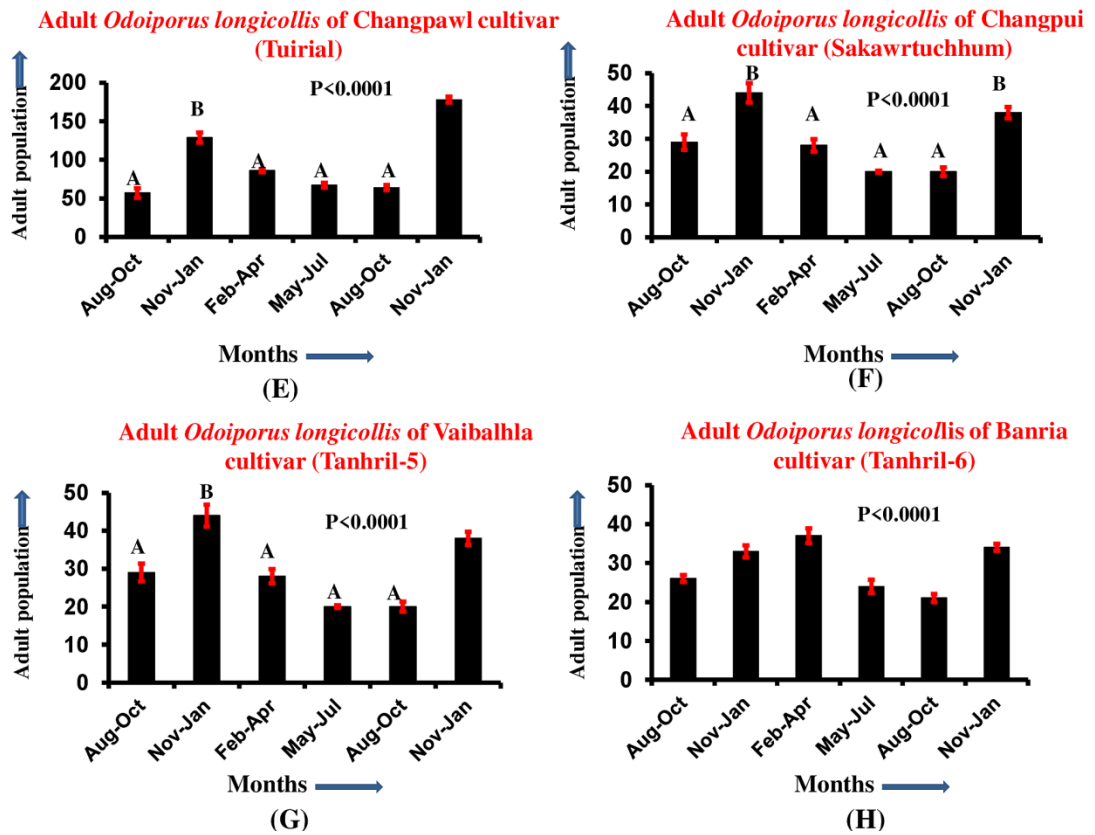 Adult Odoiporus longicollis of Changpawl cultivar
(Tuirial)
Adult population
200
150
100
50
0
A
B
A
A
A
P<0.0001
Aug-Oct
Nov-Jan
Feb-Apr
May-Jul
Aug-Oct
Nov-Jan
Months
(E)
Adult Odoiporus longicollis of Changpui
cultivar (Sakawrtuchhum)
Adult population
50
40
30
20
10
0
A
B
A
A
A
B
P<0.0001
Aug-Oct
Nov-Jan
Feb-Apr
May-Jul
Aug-Oct
Nov-Jan
Months
(F)
Adult Odoiporus longicollis of Vaibalhla
cultivar (Tanhril-5)
Adult population
50
40
30
20
10
0
A
B
A
A
A
P<0.0001
Aug-Oct
Nov-Jan
Feb-Apr
May-Jul
Aug-Oct
Nov-Jan
Months
(G)
Adult Odoiporus longicollis of Banria
cultivar (Tanhril-6)
Adult population
50
40
30
20
10
0
P<0.0001
Aug-Oct
Nov-Jan
Feb-Apr
May-Jul
Aug-Oct
Nov-Jan
Months
(H)